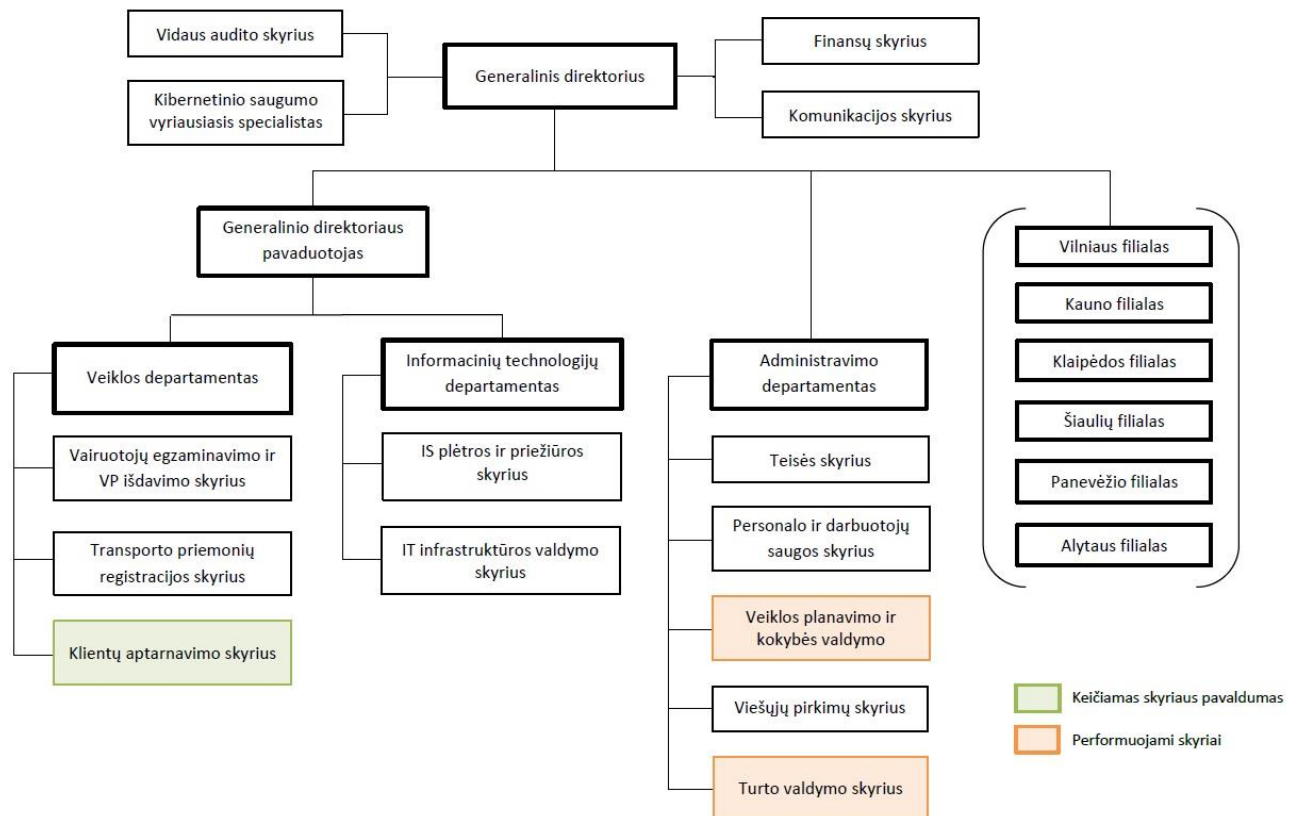 Vidaus audito skyrius
Kibernetinio saugumo
vyriausiasis specialistas
Generalinis direktorius
Finansų skyrius
Komunikacijos skyrius
Generalinio direktoriaus
pavaduotojas
Veiklos departamentas
Vairuotojų egzaminavimo ir
VP išdavimo skyrius
Transporto priemonių
registracijos skyrius
Klientų aptarnavimo skyrius
Informacinių technologijų
departamentas
IS plėtros ir priežiūros
skyrius
IT infrastruktūros valdymo
skyrius
Administravimo
departamentas
Teisės skyrius
Personalo ir darbuotojų
saugos skyrius
Veiklos planavimo ir
kokybės valdymo
Viešųjų pirkimų skyrius
Turto valdymo skyrius
Vilniaus filialas
Kauno filialas
Klaipėdos filialas
Šiaulių filialas
Panevėžio filialas
Alytaus filialas
Keičiamas skyriaus pavaldumas
Performuojami skyriai